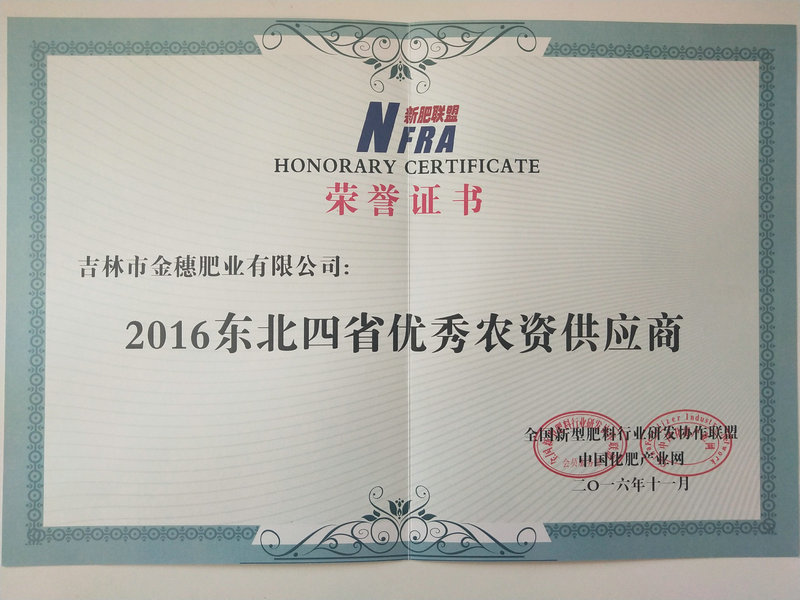 新肥联盟
NFRA
HONORARY CERTIFICATE
荣誉证书
吉林市金穗肥业有限公司：
2016东北四省优秀农资供应商
全国新型肥料行业研发协作联盟
中国化肥产业网
二〇一六年十一月